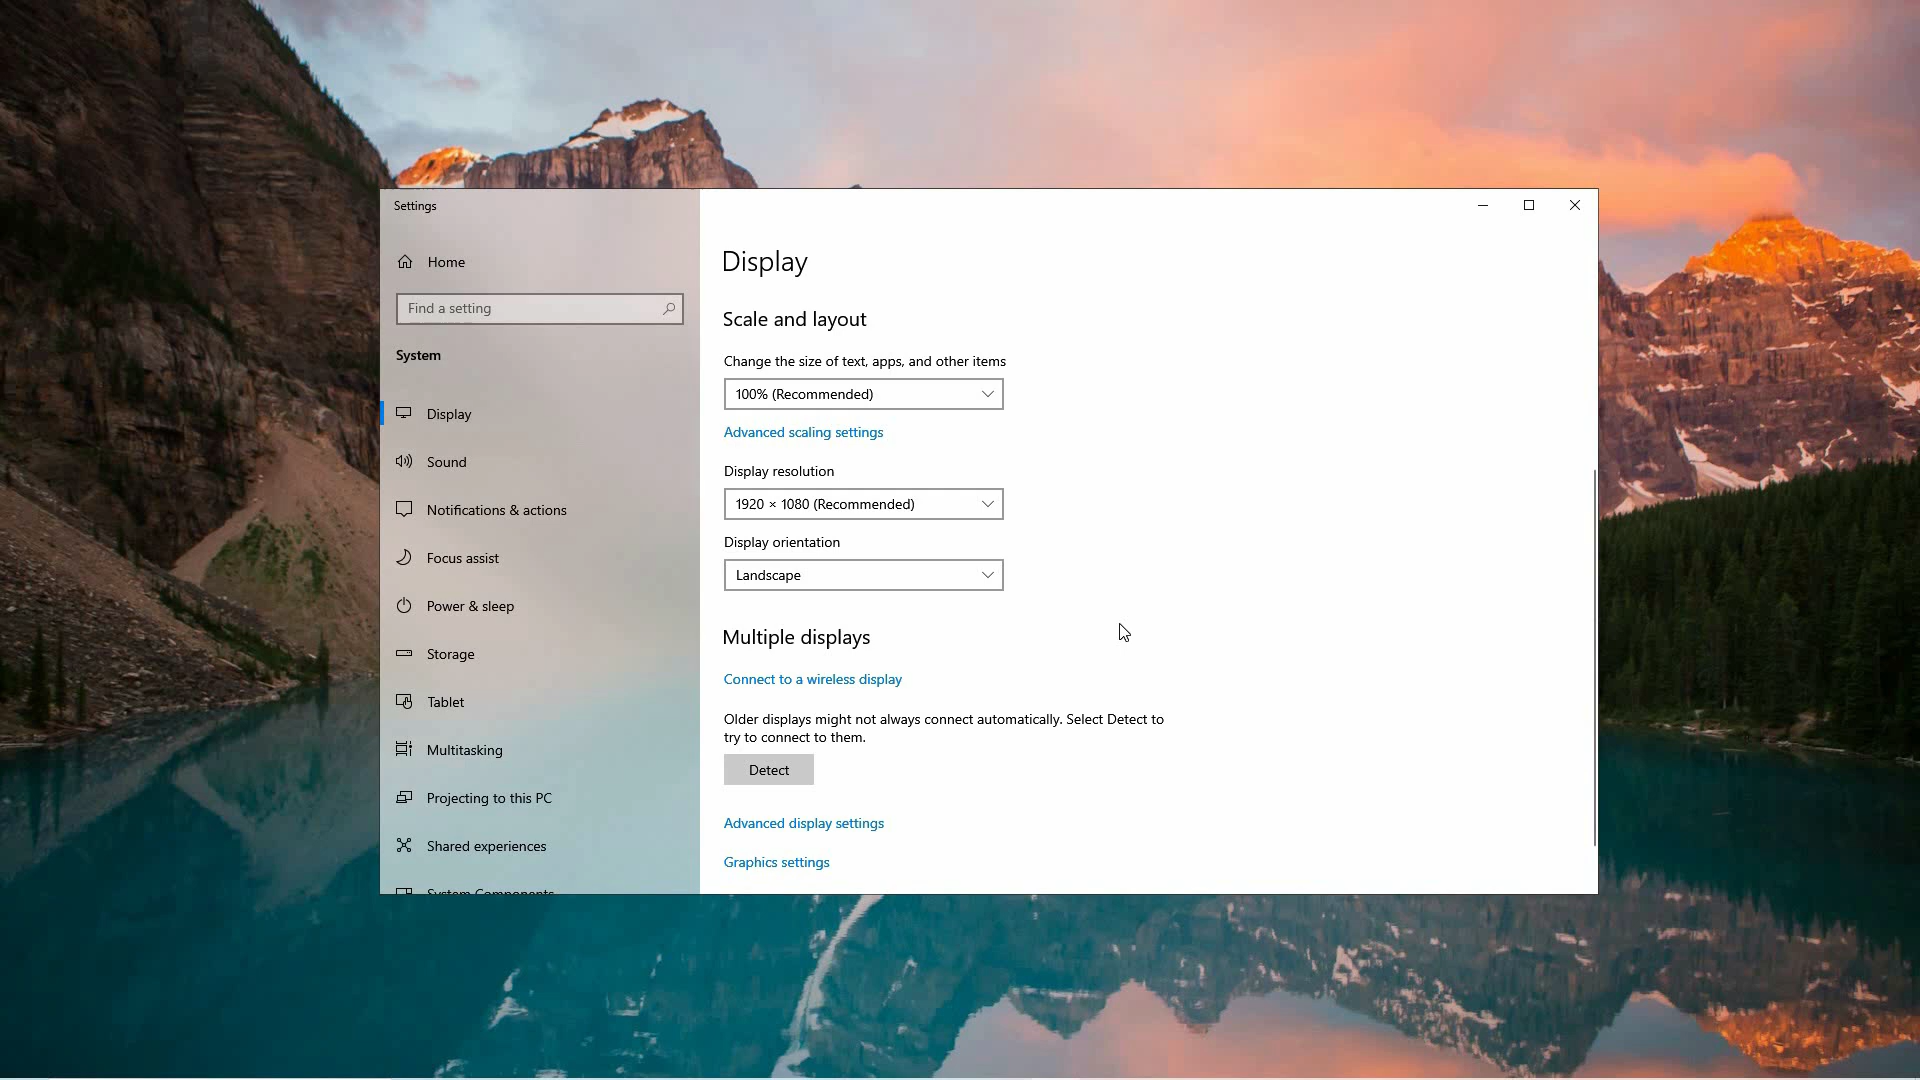 Settings
Home
Find a setting
System
Display
Sound
Notifications & actions
Focus assist
Power & sleep
Storage
Tablet
Multitasking
Projecting to this PC
Shared experiences
System Components
Display
Scale and layout
Change the size of text, apps, and other items
100% (Recommended)
Advanced scaling settings
Display resolution
1920 × 1080 (Recommended)
Display orientation
Landscape
Multiple displays
Connect to a wireless display
Older displays might not always connect automatically. Select Detect to
try to connect to them.
Detect
Advanced display settings
Graphics settings